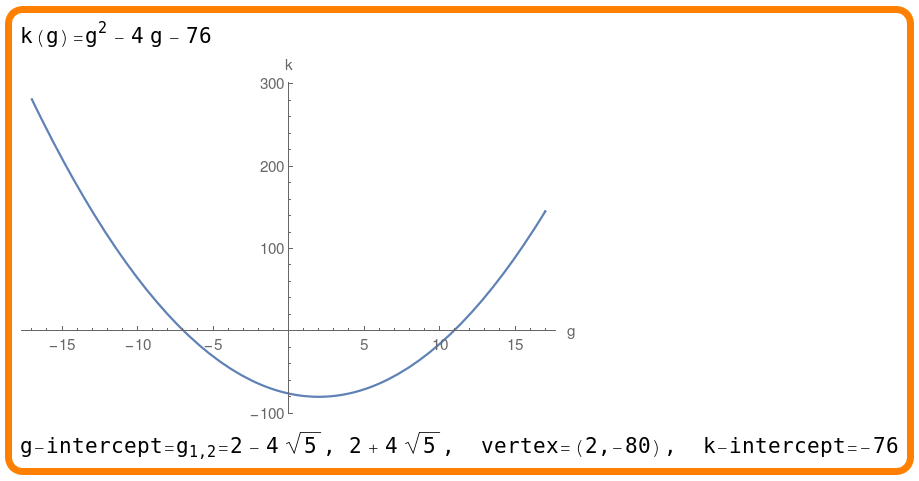 k(g)=g² − 4 g − 76
k
300
200
100
−15 −10 −5 5 10 15 g
−100
g−intercept=g₁,₂=2 − 4 √5, 2 + 4 √5, vertex=(2,−80), k−intercept=−76